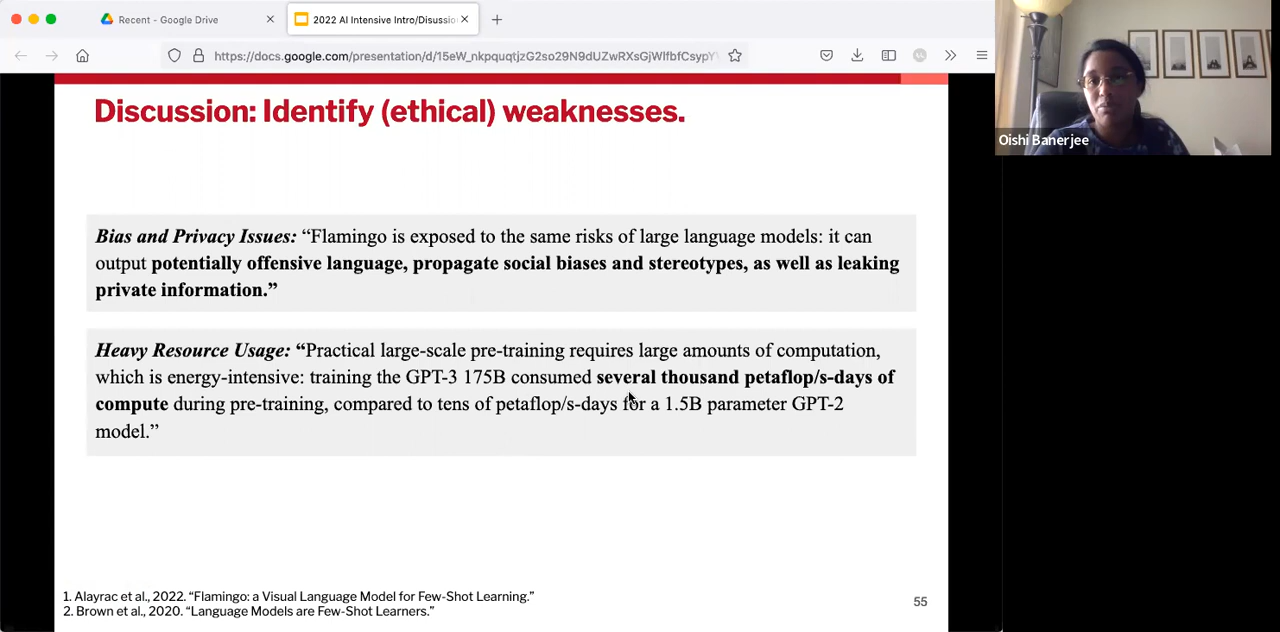 Recent - Google Drive
2022 AI Intensive Intro/Disussio
https://docs.google.com/presentation/d/15eW_nkpquqtjzG2so29N9dUZwRXsGjWlfbfCsypY
Oishi Banerjee
Discussion: Identify (ethical) weaknesses.
Bias and Privacy Issues: “Flamingo is exposed to the same risks of large language models: it can
output potentially offensive language, propagate social biases and stereotypes, as well as leaking
private information.”
Heavy Resource Usage: “Practical large-scale pre-training requires large amounts of computation,
which is energy-intensive: training the GPT-3 175B consumed several thousand petaflop/s-days of
compute during pre-training, compared to tens of petaflop/s-days for a 1.5B parameter GPT-2
model.”
1. Alayrac et al., 2022. “Flamingo: a Visual Language Model for Few-Shot Learning.”
2. Brown et al., 2020. “Language Models are Few-Shot Learners.”
55